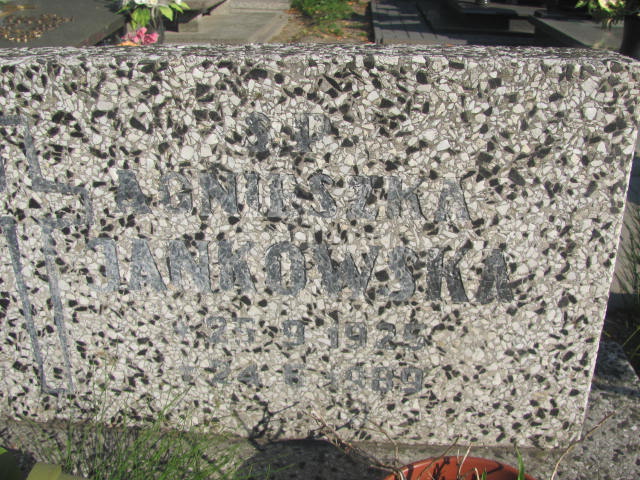 Ś P
AGNIESZKA
JANKOWSKA
* 25 9 1925
+ 24 6 1989